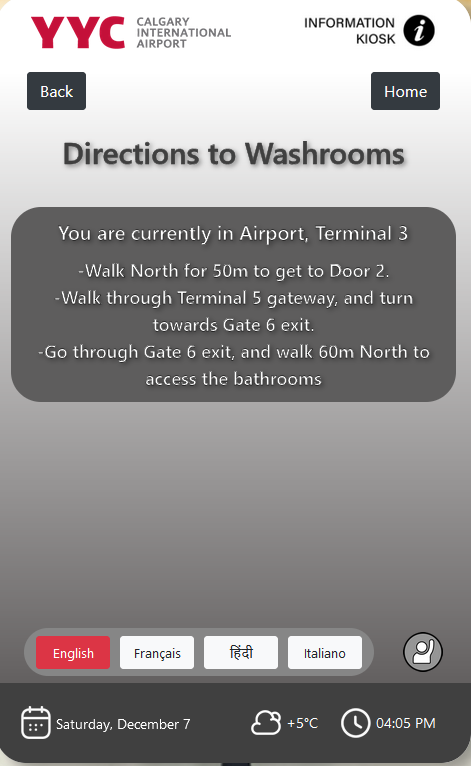 YYC CALGARY
INTERNATIONAL
AIRPORT
INFORMATION
KIOSK
i
Back
Home
Directions to Washrooms
You are currently in Airport, Terminal 3
-Walk North for 50m to get to Door 2.
-Walk through Terminal 5 gateway, and turn
towards Gate 6 exit.
-Go through Gate 6 exit, and walk 60m North to
access the bathrooms
English
Français
हिंदी
Italiano
Saturday, December 7
+5°C
04:05 PM